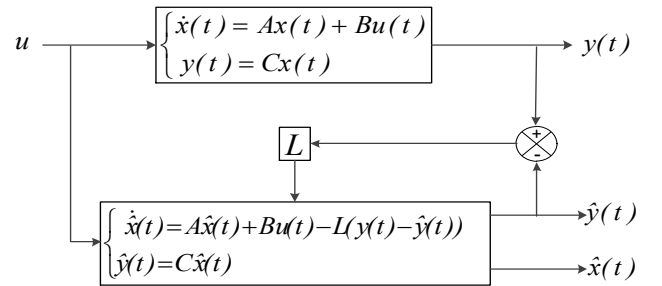 u
ẋ(t) = Ax(t) + Bu(t)
y(t) = Cx(t)
y(t)
+
-
L
x̂̇(t)=Ax̂(t)+Bu(t)−L(y(t)−ŷ(t))
ŷ(t)=Cx̂(t)
ŷ(t)
x̂(t)